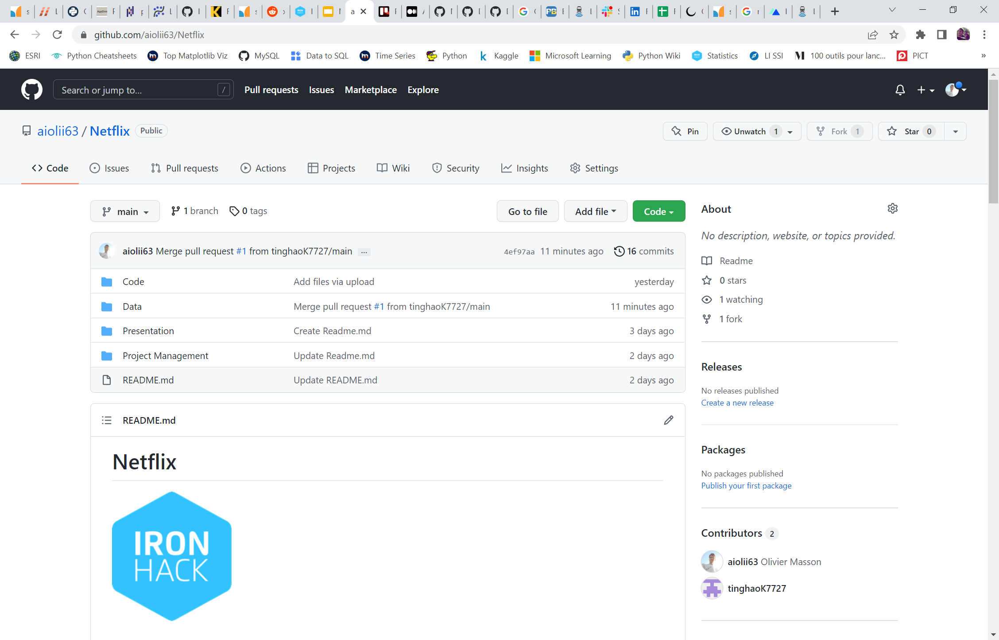 github.com/aiolii63/Netflix
ESRI Python Cheatsheets Top Matplotlib Viz MySQL Data to SQL Time Series Python Kaggle Microsoft Learning Python Wiki Statistics LI SSI 100 outils pour lanc... PICT »
Search or jump to... / Pull requests Issues Marketplace Explore
aiolii63 / Netflix Public Pin Unwatch 1 Fork 1 Star 0
Code Issues Pull requests Actions Projects Wiki Security Insights Settings
main 1 branch 0 tags Go to file Add file Code
aiolii63 Merge pull request #1 from tinghaoK7727/main ... 4ef97aa 11 minutes ago 16 commits
Code Add files via upload yesterday
Data Merge pull request #1 from tinghaoK7727/main 11 minutes ago
Presentation Create Readme.md 3 days ago
Project Management Update Readme.md 2 days ago
README.md Update README.md 2 days ago
README.md
Netflix
IRON
HACK
About
No description, website, or topics provided.
Readme
0 stars
1 watching
1 fork
Releases
No releases published
Create a new release
Packages
No packages published
Publish your first package
Contributors 2
aiolii63 Olivier Masson
tinghaoK7727